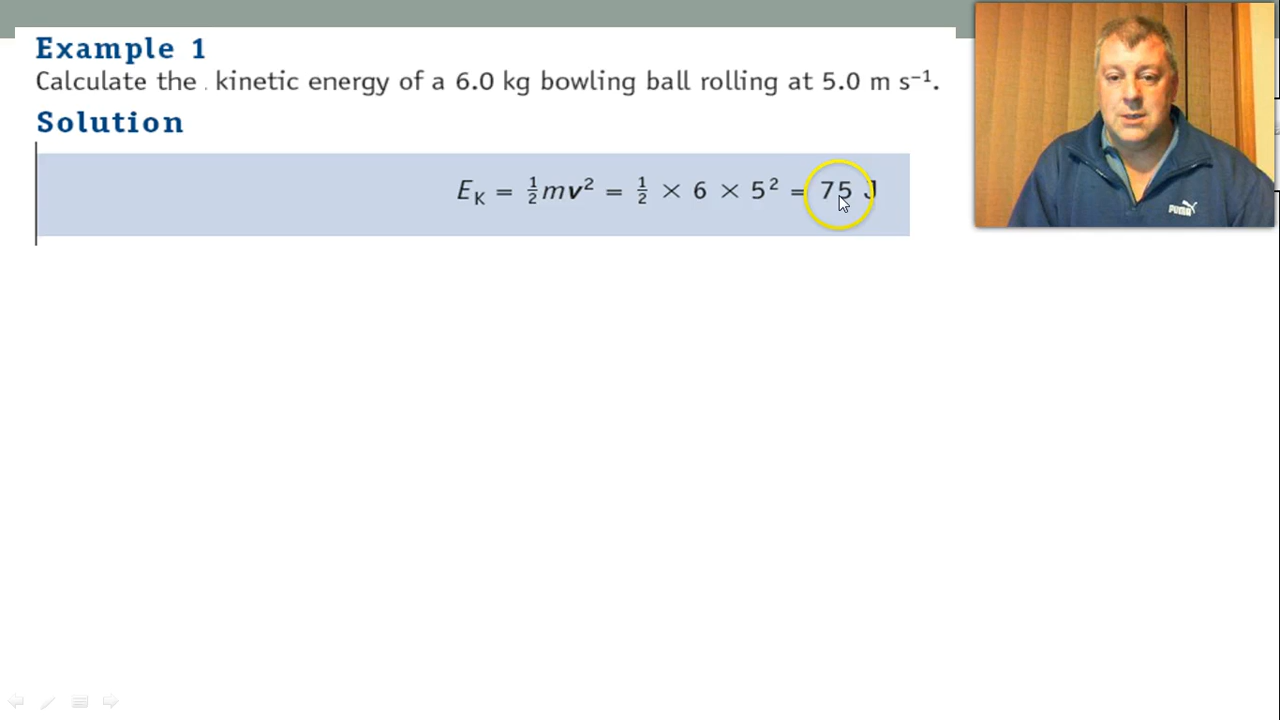 Example 1
Calculate the . kinetic energy of a 6.0 kg bowling ball rolling at 5.0 m s⁻¹.
Solution
E_K = ½mv² = ½ × 6 × 5² = 75 J
PUMA